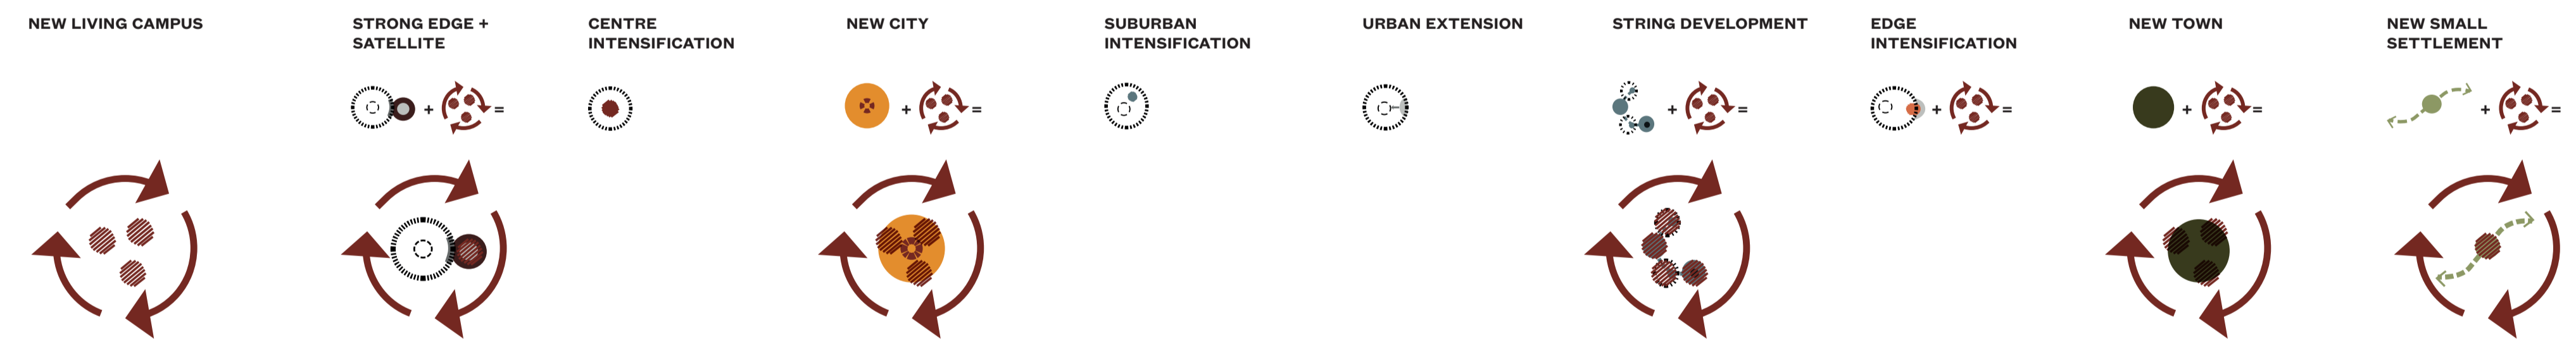 NEW LIVING CAMPUS
STRONG EDGE +
SATELLITE
CENTRE
INTENSIFICATION
NEW CITY
SUBURBAN
INTENSIFICATION
URBAN EXTENSION
STRING DEVELOPMENT
EDGE
INTENSIFICATION
NEW TOWN
NEW SMALL
SETTLEMENT
+ =
+ =
+ =
+ =
+ =
+ =